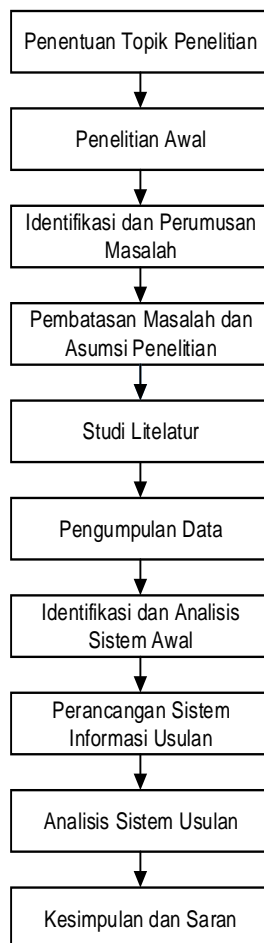 Penentuan Topik Penelitian
Penelitian Awal
Identifikasi dan Perumusan
Masalah
Pembatasan Masalah dan
Asumsi Penelitian
Studi Litelatur
Pengumpulan Data
Identifikasi dan Analisis
Sistem Awal
Perancangan Sistem
Informasi Usulan
Analisis Sistem Usulan
Kesimpulan dan Saran